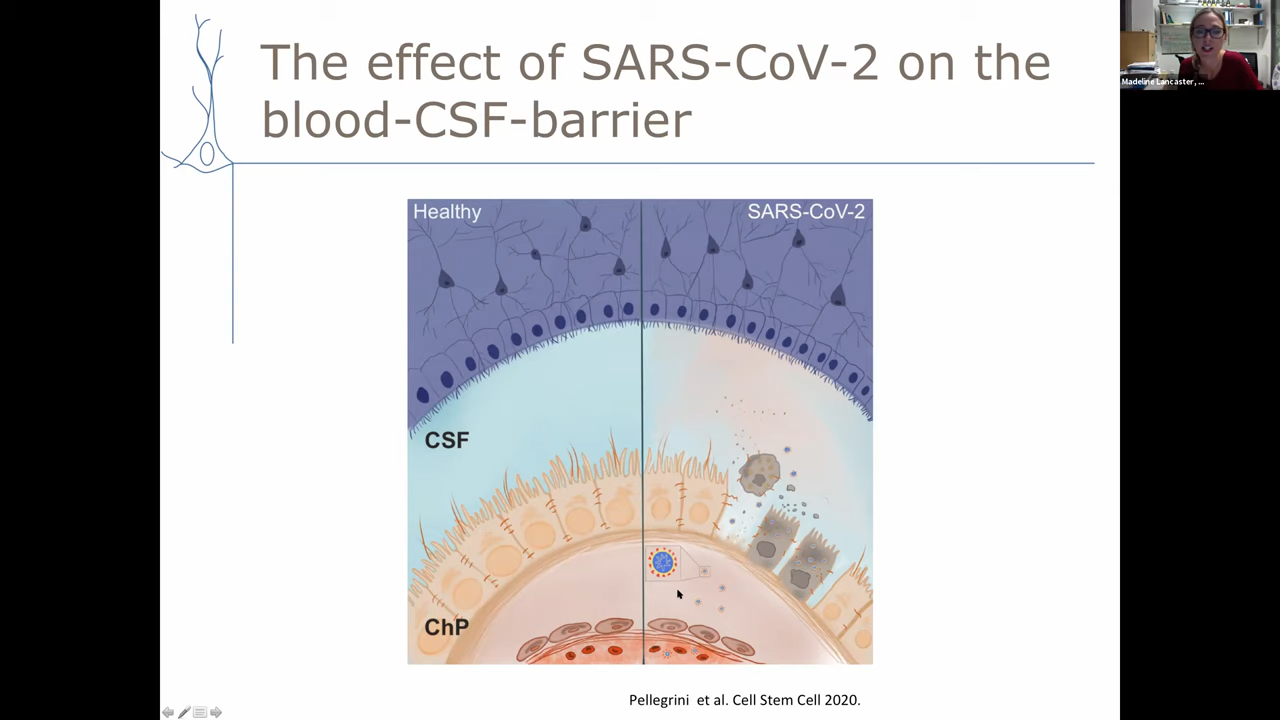 The effect of SARS-CoV-2 on the
blood-CSF-barrier
Madeline Lancaster, ...
Healthy
SARS-CoV-2
CSF
ChP
Pellegrini et al. Cell Stem Cell 2020.